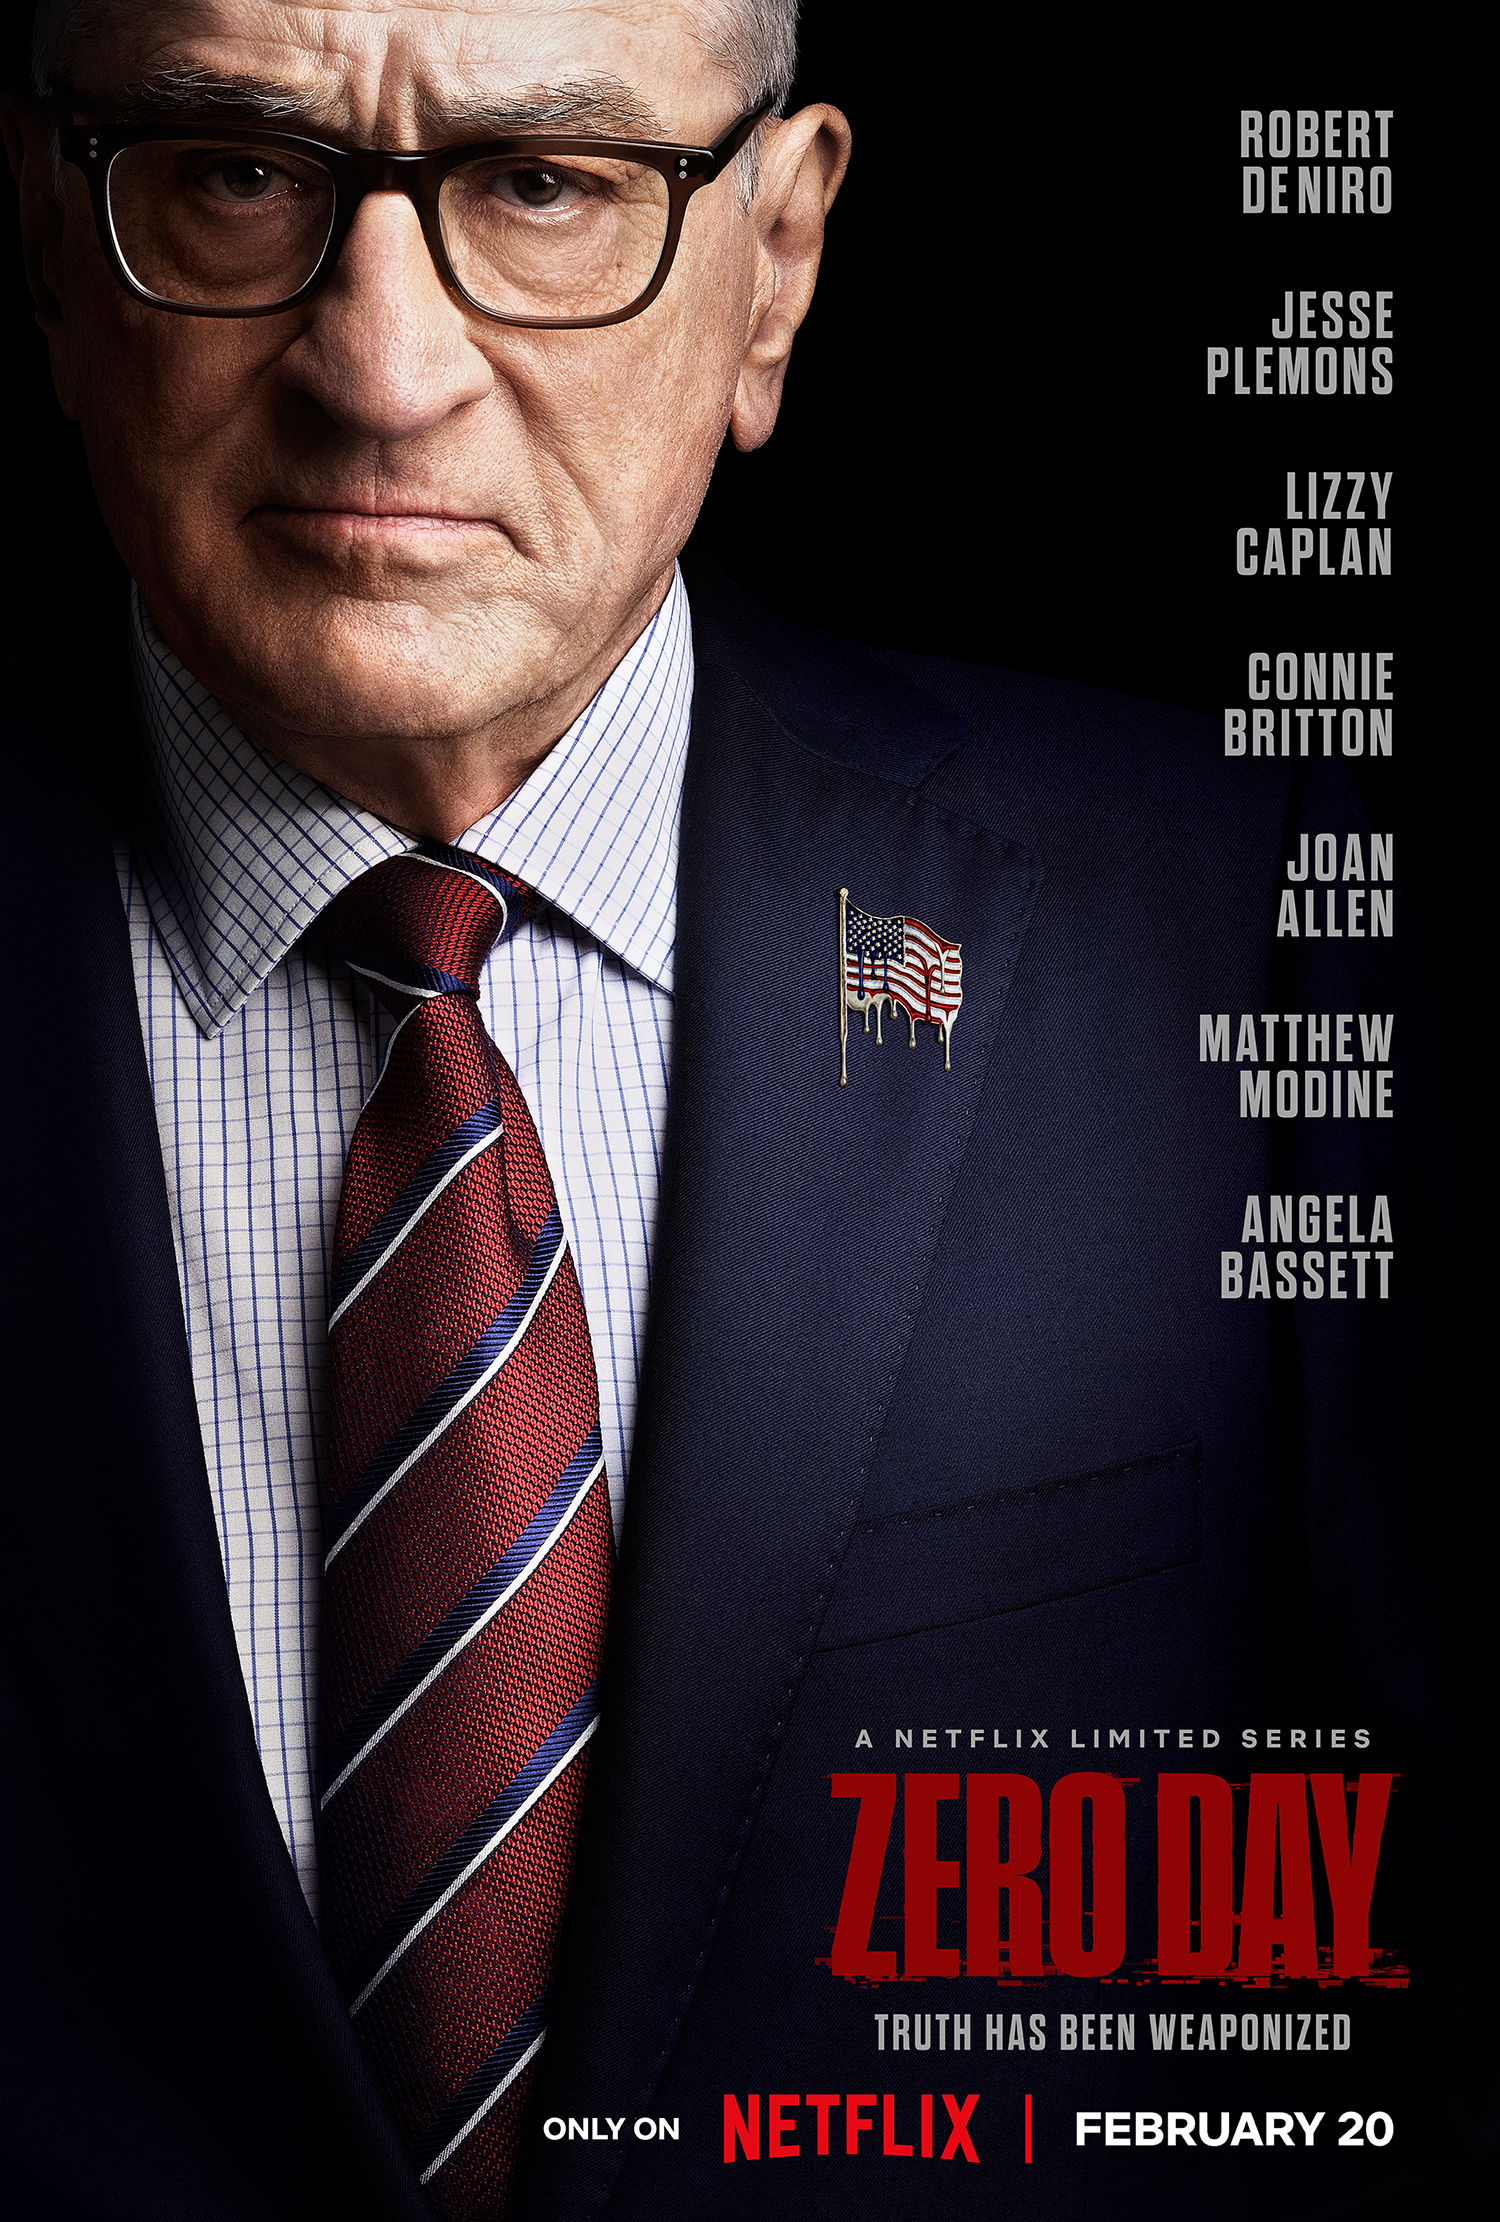 ROBERT
DE NIRO
JESSE
PLEMONS
LIZZY
CAPLAN
CONNIE
BRITTON
JOAN
ALLEN
MATTHEW
MODINE
ANGELA
BASSETT
A NETFLIX LIMITED SERIES
ZERO DAY
TRUTH HAS BEEN WEAPONIZED
ONLY ON NETFLIX | FEBRUARY 20